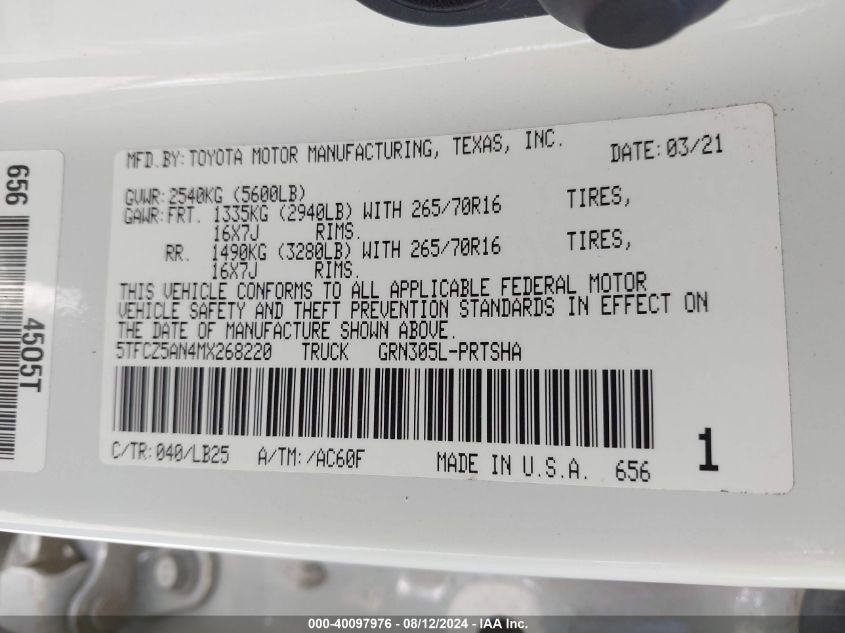 MFD.BY:TOYOTA MOTOR MANUFACTURING, TEXAS, INC. DATE:03/21
GVWR:2540KG (5600LB)
GAWR:FRT. 1335KG (2940LB) WITH 265/70R16 TIRES,
16X7J RIMS.
RR. 1490KG (3280LB) WITH 265/70R16 TIRES,
16X7J RIMS.
THIS VEHICLE CONFORMS TO ALL APPLICABLE FEDERAL MOTOR
VEHICLE SAFETY AND THEFT PREVENTION STANDARDS IN EFFECT ON
THE DATE OF MANUFACTURE SHOWN ABOVE.
5TFCZ5AN4MX268220 TRUCK GRN305L-PRTSHA
C/TR:040/LB25 A/TM:/AC60F MADE IN U.S.A. 656 1
656 4505T
000-40097976 - 08/12/2024 - IAA Inc.